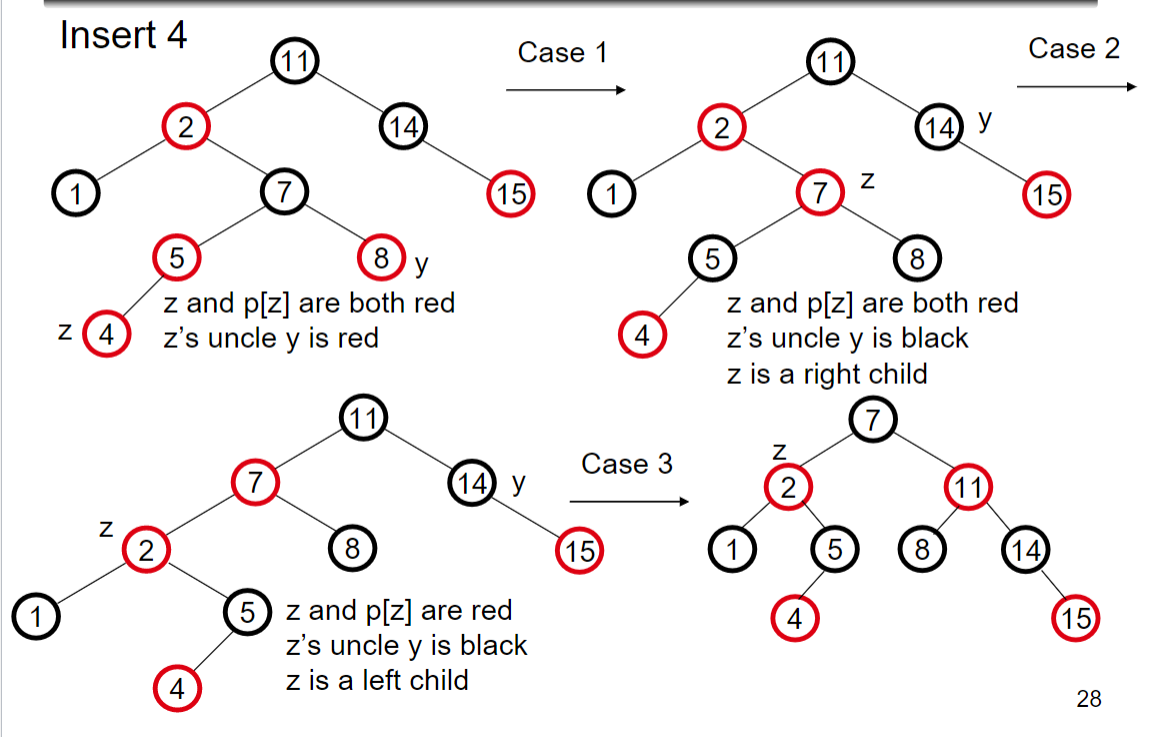 Insert 4
Case 1
Case 2
11
2
14
1
7
15
5
8
y
z
4
z and p[z] are both red
z's uncle y is red
11
2
14
y
1
7
z
15
5
8
4
z and p[z] are both red
z's uncle y is black
z is a right child
11
7
14
y
z
2
8
15
1
5
4
z and p[z] are red
z's uncle y is black
z is a left child
Case 3
7
z
2
11
1
5
8
14
4
15
28